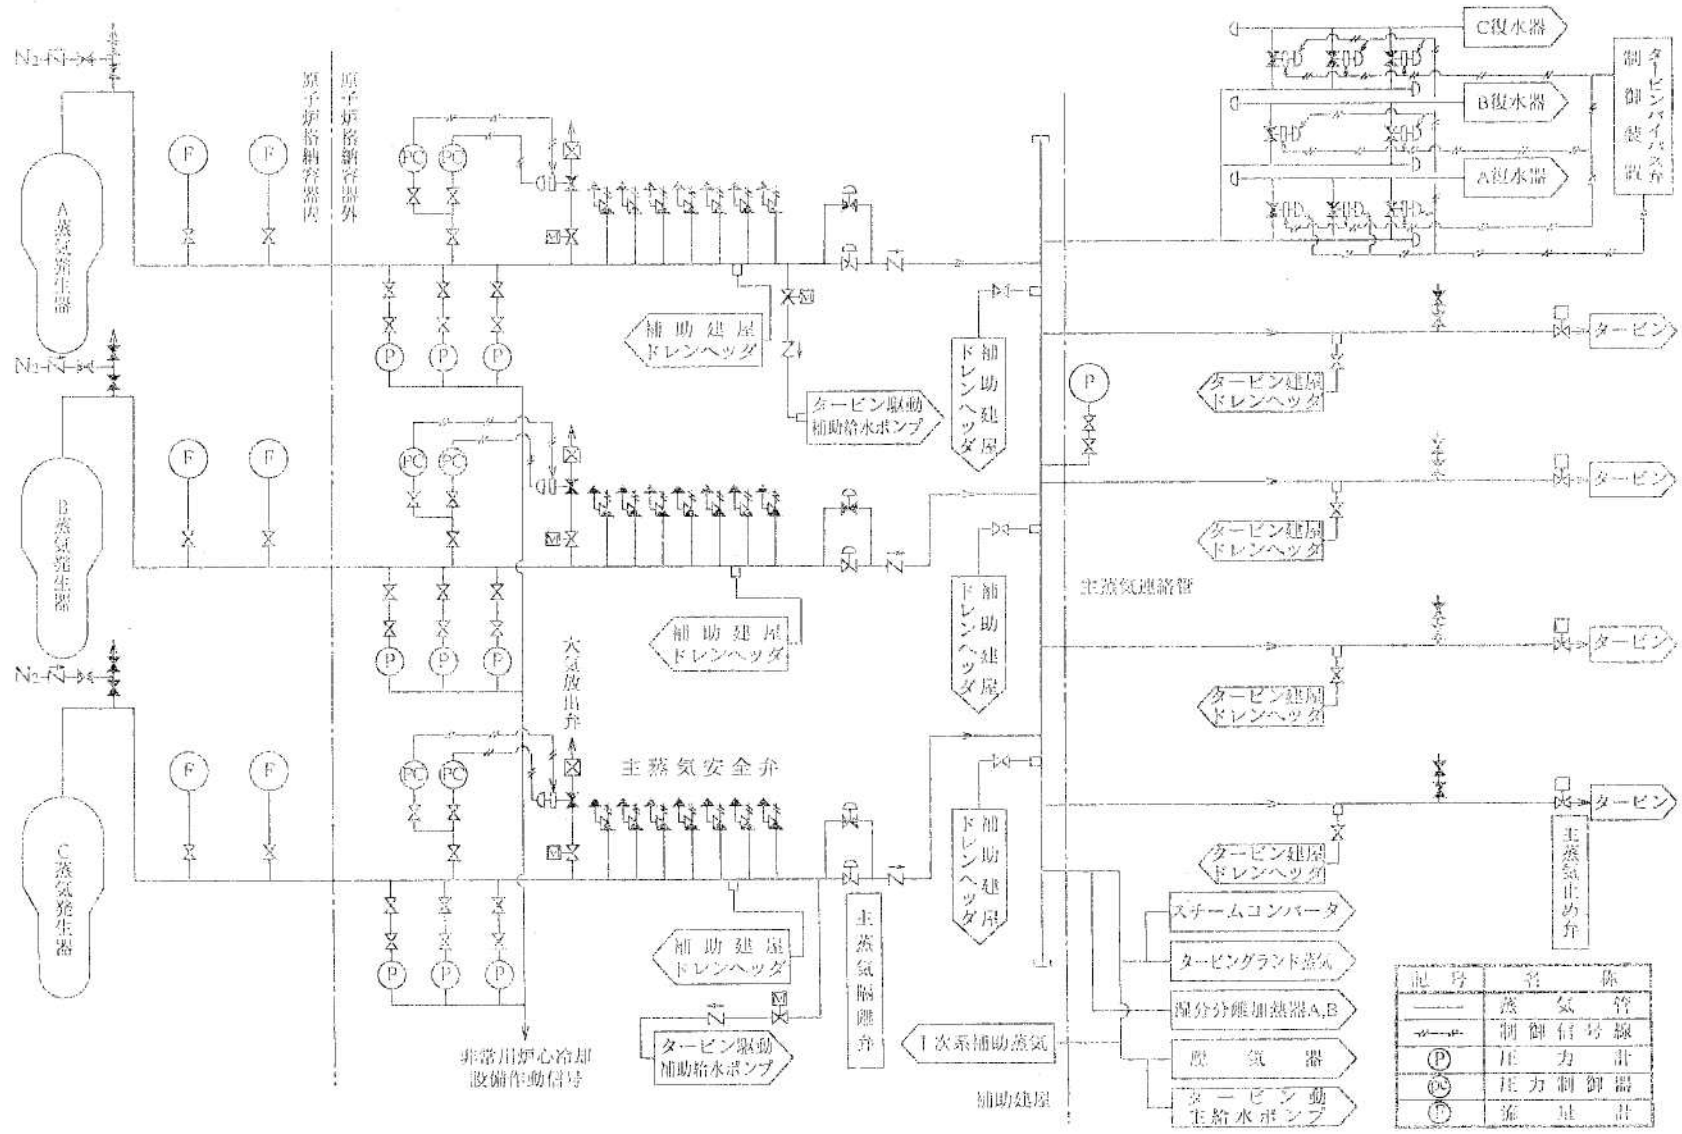 N₂
A蒸気発生器
F
F
原子炉格納容器内
原子炉格納容器外
PC
PC
M
P
P
P
補助建屋
ドレンヘッダ
M
タービン駆動
補助給水ポンプ
補助建屋
ドレンヘッダ
C復水器
B復水器
A復水器
タービンバイパス弁
制御装置
タービン
タービン建屋
ドレンヘッダ
P
N₂
B蒸気発生器
F
F
PC
PC
M
P
P
P
補助建屋
ドレンヘッダ
補助建屋
ドレンヘッダ
主蒸気連絡管
タービン
タービン建屋
ドレンヘッダ
タービン
タービン建屋
ドレンヘッダ
N₂
C蒸気発生器
F
F
PC
PC
大気放出弁
主蒸気安全弁
M
P
P
P
補助建屋
ドレンヘッダ
M
タービン駆動
補助給水ポンプ
主蒸気隔離弁
補助建屋
ドレンヘッダ
タービン
タービン建屋
ドレンヘッダ
主蒸気止め弁
非常用炉心冷却
設備作動信号
スチームコンバータ
タービングランド蒸気
湿分分離加熱器A,B
1次系補助蒸気
脱気器
タービン動
主給水ポンプ
補助建屋
記号 名称
蒸気管
制御信号線
P 圧力計
PC 圧力制御器
F 流量計